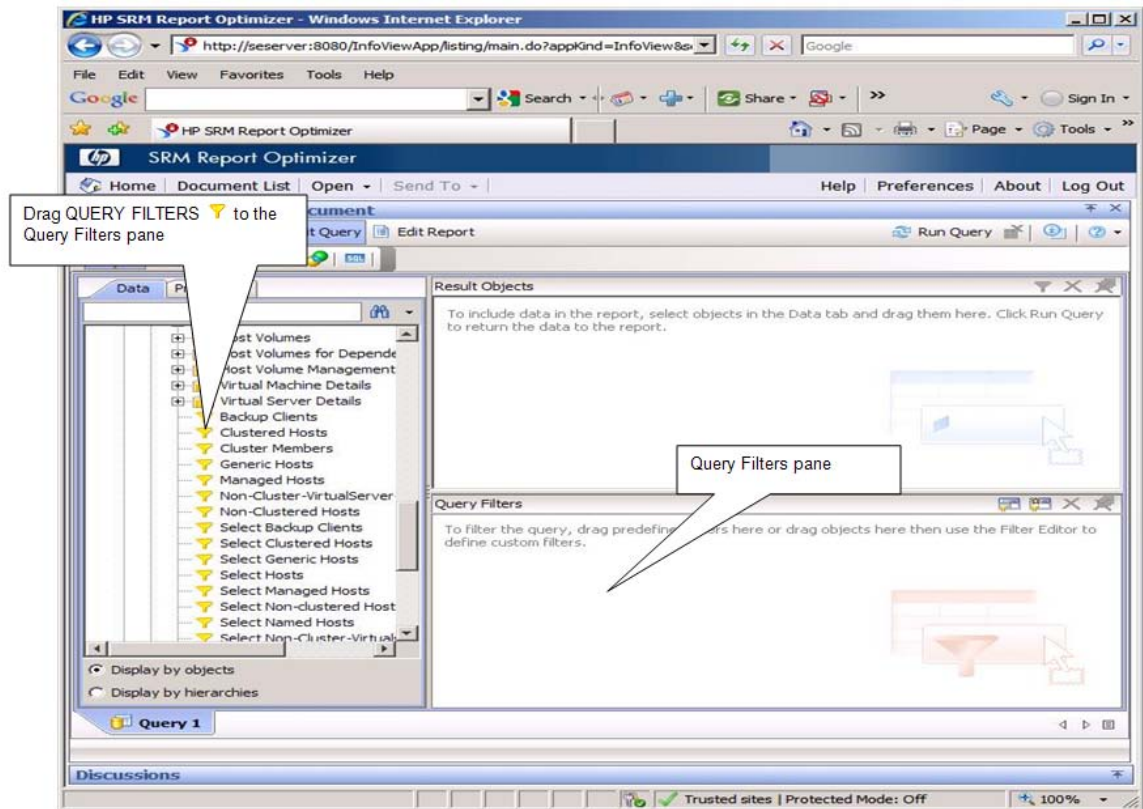 HP SRM Report Optimizer - Windows Internet Explorer
http://seserver:8080/InfoViewApp/listing/main.do?appKind=InfoView&s
Google
File Edit View Favorites Tools Help
Google Search Share >> Sign In
HP SRM Report Optimizer Page Tools >>
hp SRM Report Optimizer
Home | Document List | Open | Send To | Help | Preferences | About | Log Out
Drag QUERY FILTERS to the
Query Filters pane
cument
it Query Edit Report Run Query
SQL
Data P
Result Objects
To include data in the report, select objects in the Data tab and drag them here. Click Run Query
to return the data to the report.
ost Volumes
ost Volumes for Depende
Host Volume Management
Virtual Machine Details
Virtual Server Details
Backup Clients
Clustered Hosts
Cluster Members
Generic Hosts
Managed Hosts
Non-Cluster-VirtualServer
Non-Clustered Hosts
Select Backup Clients
Select Clustered Hosts
Select Generic Hosts
Select Hosts
Select Managed Hosts
Select Non-clustered Host
Select Named Hosts
Select Non-Cluster-Virtual
Query Filters pane
Query Filters
To filter the query, drag predefine rs here or drag objects here then use the Filter Editor to
define custom filters.
Display by objects
Display by hierarchies
Query 1
Discussions
Trusted sites | Protected Mode: Off 100%